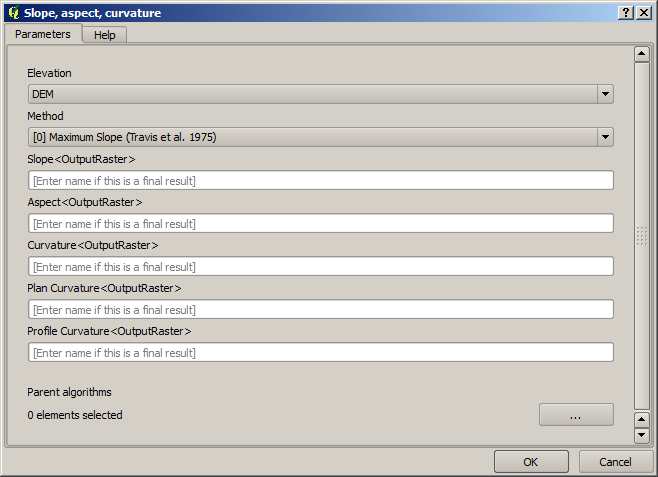 Slope, aspect, curvature
Parameters
Help
Elevation
DEM
Method
[0] Maximum Slope (Travis et al. 1975)
Slope<OutputRaster>
[Enter name if this is a final result]
Aspect<OutputRaster>
[Enter name if this is a final result]
Curvature<OutputRaster>
[Enter name if this is a final result]
Plan Curvature<OutputRaster>
[Enter name if this is a final result]
Profile Curvature<OutputRaster>
[Enter name if this is a final result]
Parent algorithms
0 elements selected
...
OK
Cancel